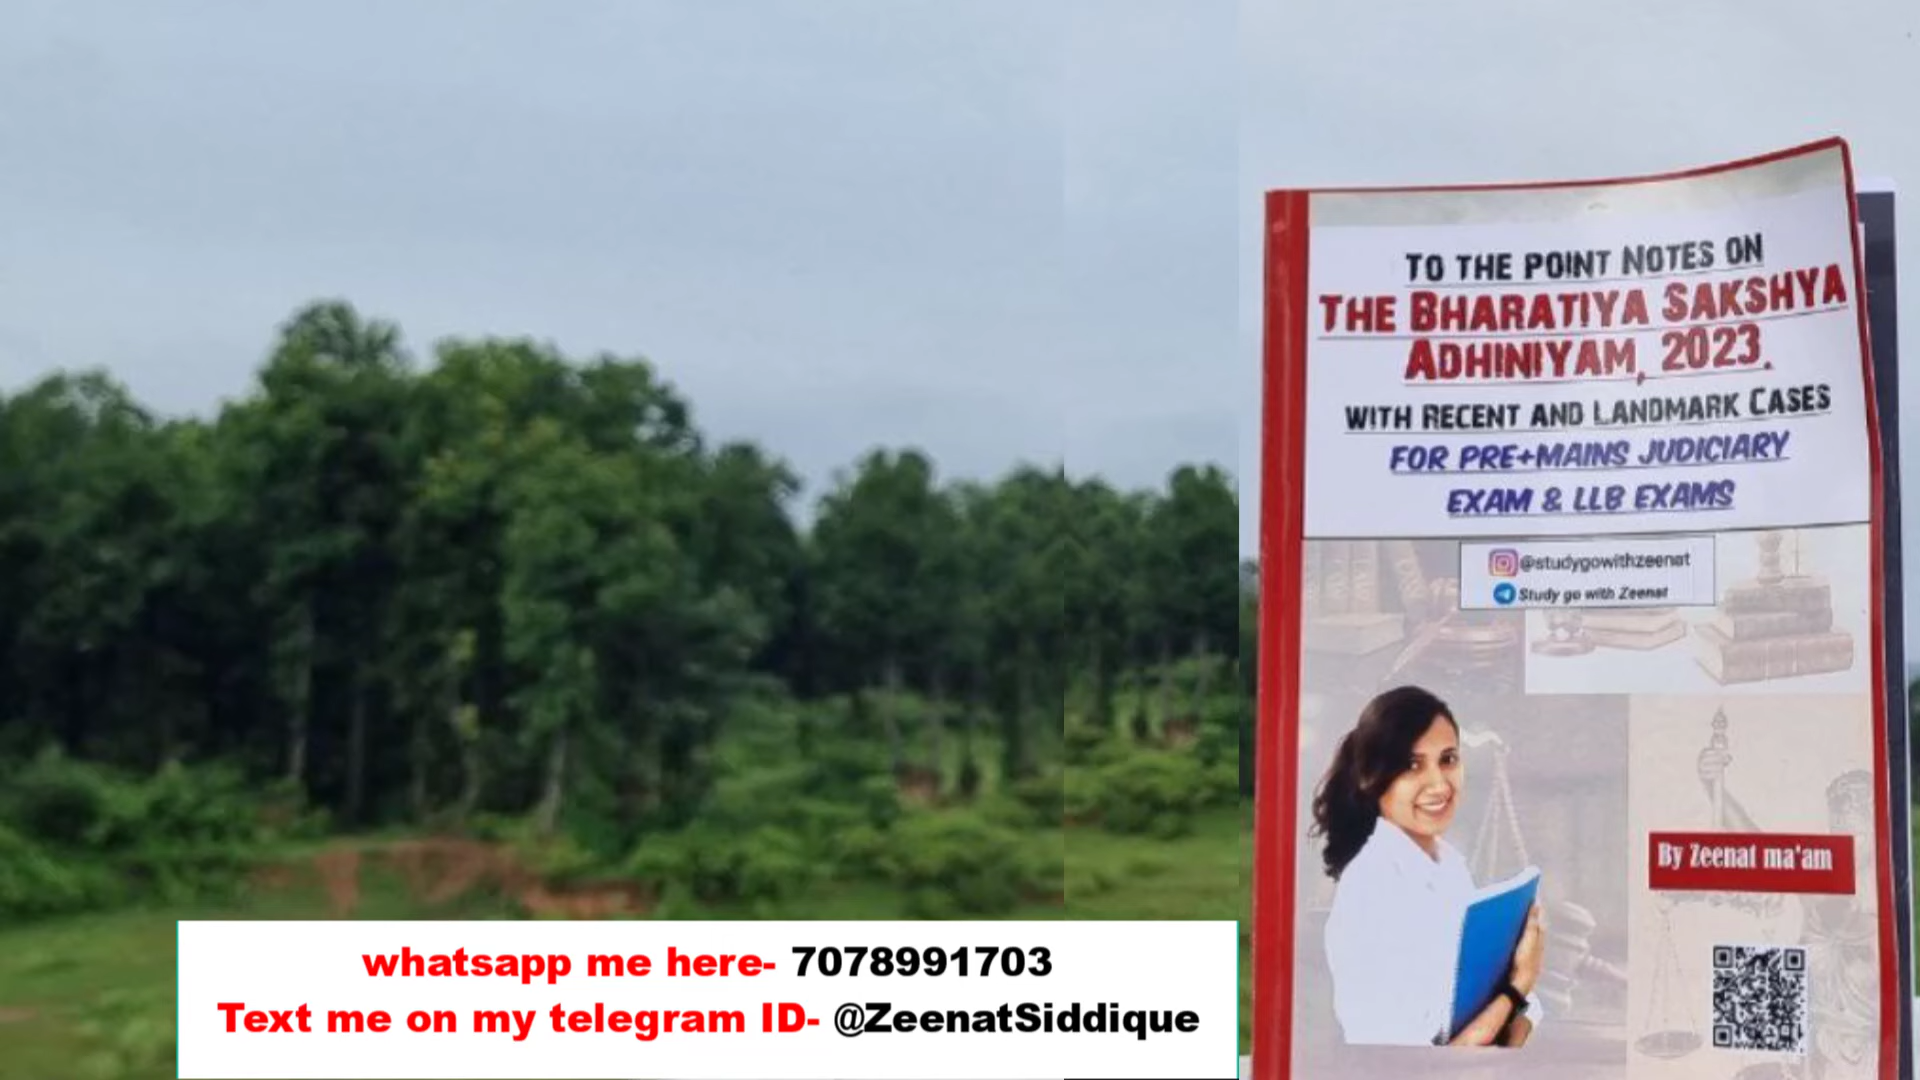 TO THE POINT NOTES ON
THE BHARATIYA SAKSHYA
ADHINIYAM, 2023.
WITH RECENT AND LANDMARK CASES
FOR PRE+MAINS JUDICIARY
EXAM & LLB EXAMS
@studygowithzeenat
Study go with Zeenat
By Zeenat ma'am
whatsapp me here- 7078991703
Text me on my telegram ID- @ZeenatSiddique